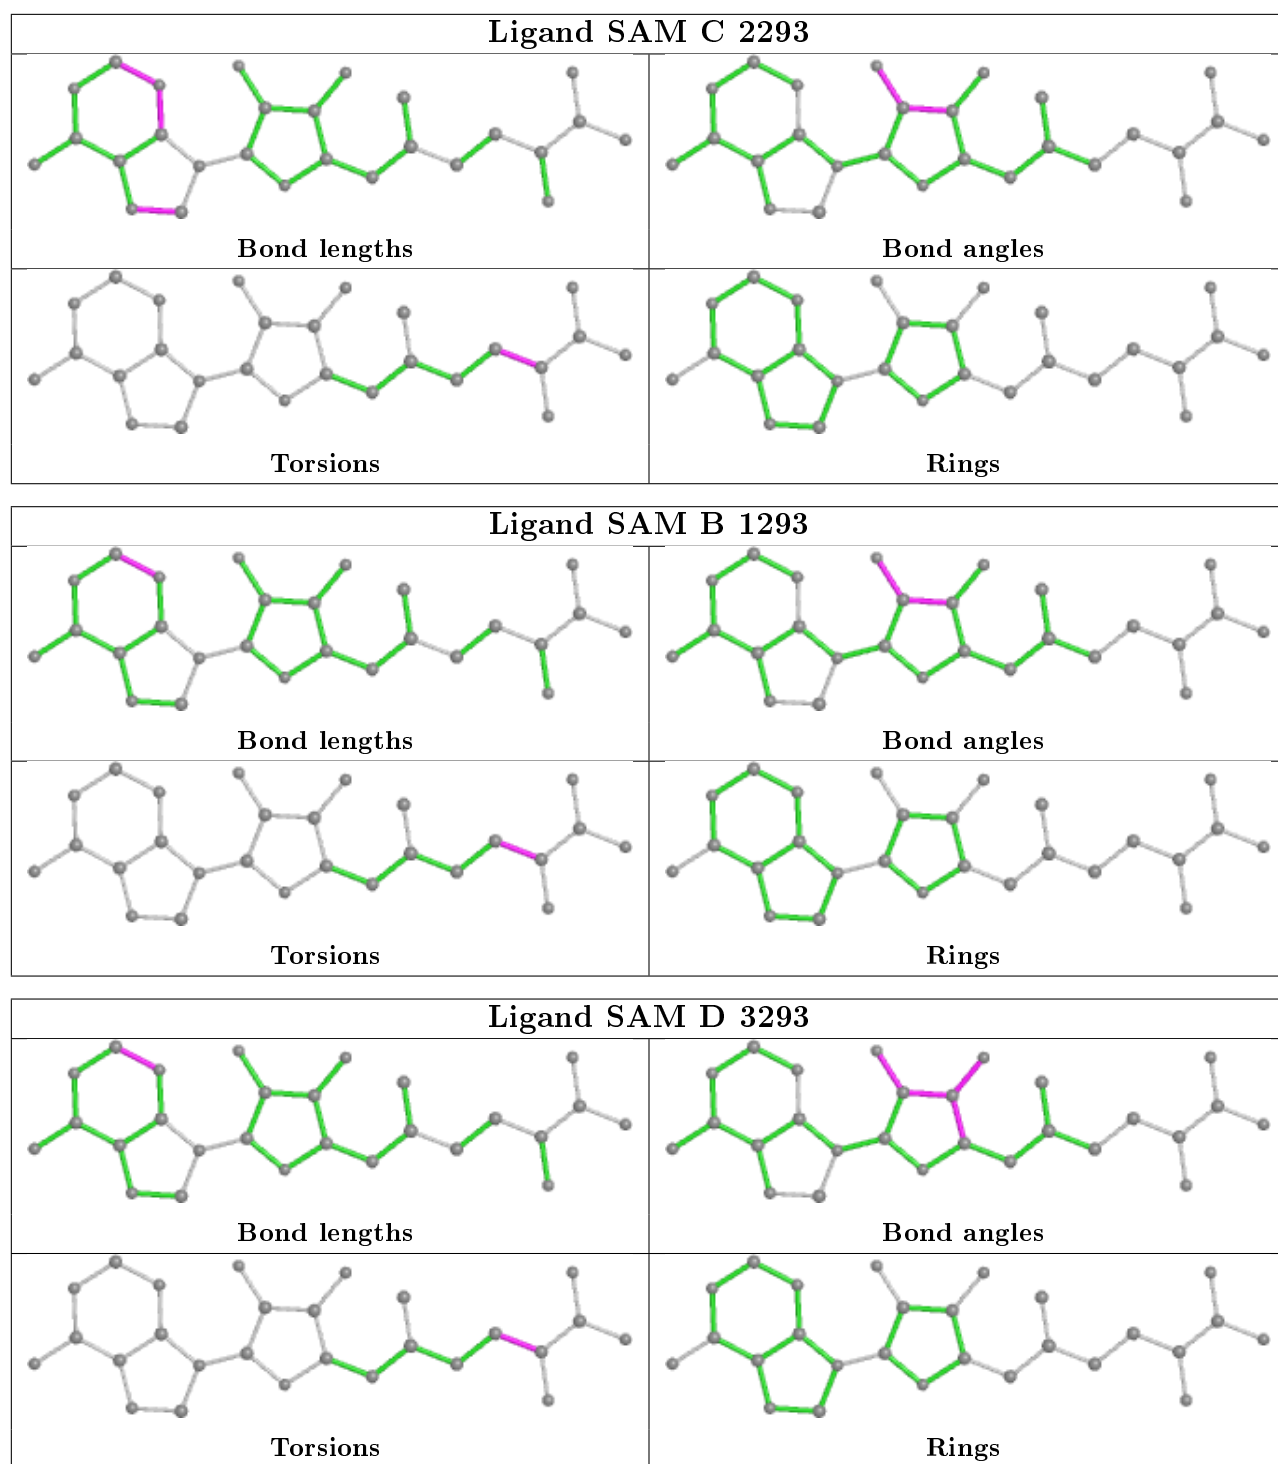 Ligand SAM C 2293
Bond lengths
Bond angles
Torsions
Rings
Ligand SAM B 1293
Bond lengths
Bond angles
Torsions
Rings
Ligand SAM D 3293
Bond lengths
Bond angles
Torsions
Rings